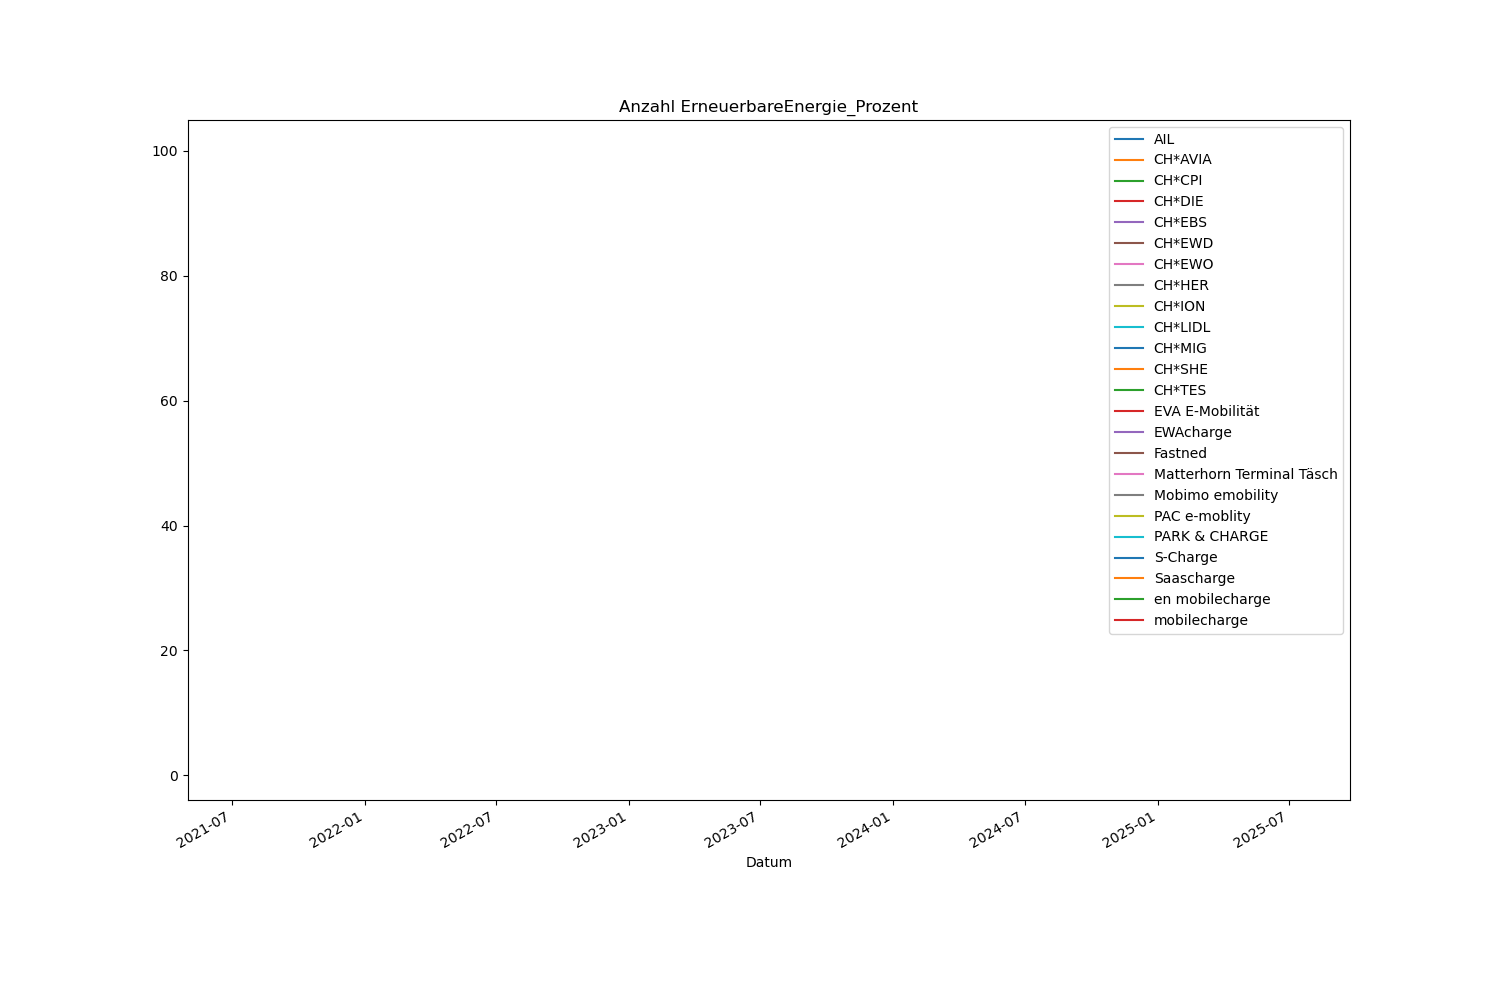 Anzahl ErneuerbareEnergie_Prozent
100
80
60
40
20
0
AIL
CH*AVIA
CH*CPI
CH*DIE
CH*EBS
CH*EWD
CH*EWO
CH*HER
CH*ION
CH*LIDL
CH*MIG
CH*SHE
CH*TES
EVA E-Mobilität
EWAcharge
Fastned
Matterhorn Terminal Täsch
Mobimo emobility
PAC e-moblity
PARK & CHARGE
S-Charge
Saascharge
en mobilecharge
mobilecharge
2021-07
2022-01
2022-07
2023-01
2023-07
2024-01
2024-07
2025-01
2025-07
Datum